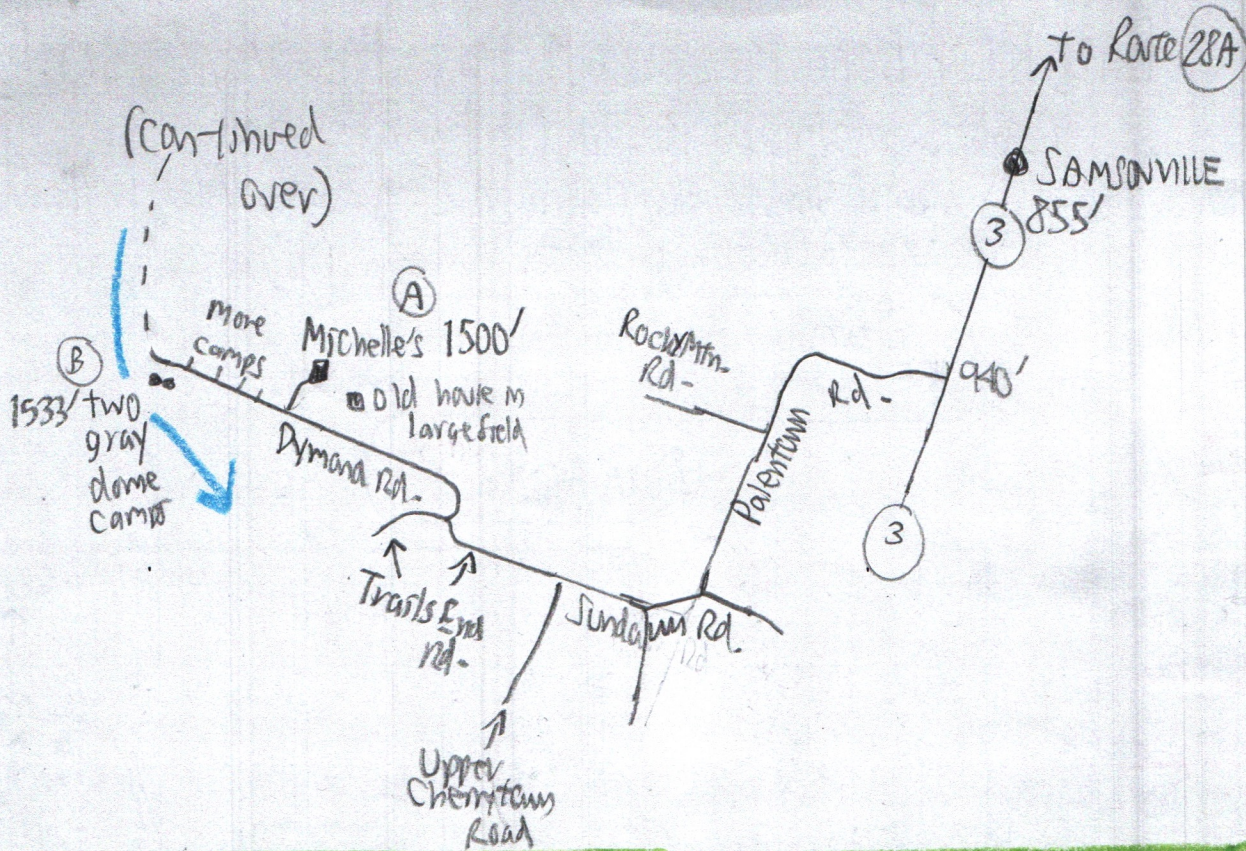 to Route 28A
(continued
over)
SAMSONVILLE
855'
3
A
More
camps
Michelle's 1500'
B
1533' two
gray
dome
camps
old house in
large field
Dymond Rd.
Rocky Mtn.
Rd.
Rd.
940'
Palentown
3
Trails End
Rd.
Sundown Rd.
Rd
Upper
Cherrytown
Road